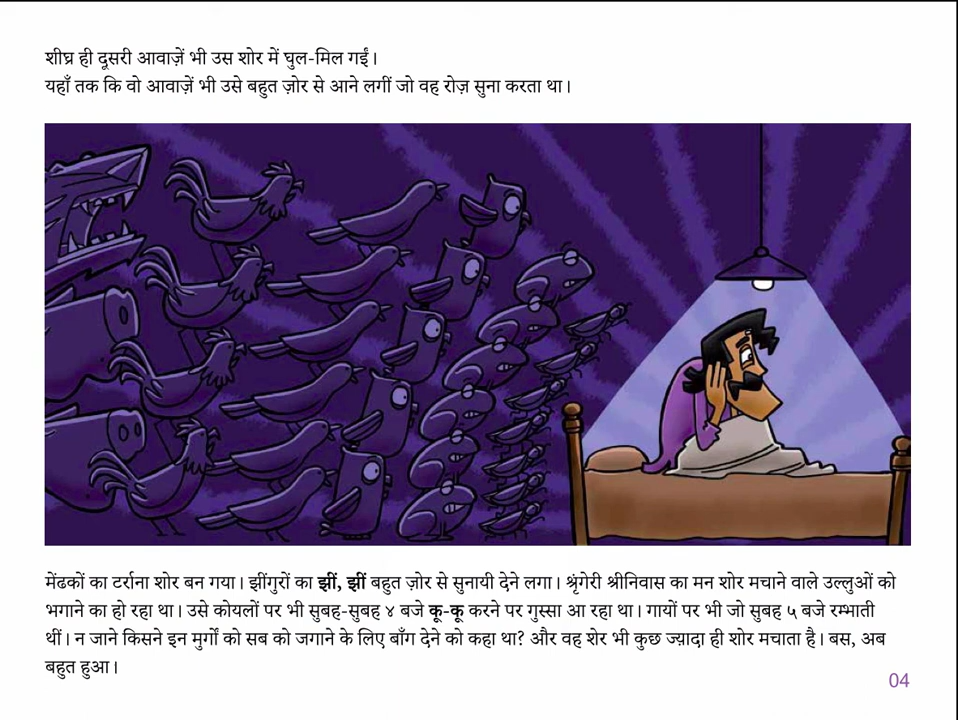 शीघ्र ही दूसरी आवाज़ें भी उस शोर में घुल-मिल गईं।
यहाँ तक कि वो आवाज़ें भी उसे बहुत ज़ोर से आने लगीं जो वह रोज़ सुना करता था।
मेंढकों का टर्राना शोर बन गया। झींगुरों का झीं, झीं बहुत ज़ोर से सुनायी देने लगा। श्रृंगेरी श्रीनिवास का मन शोर मचाने वाले उल्लुओं को
भगाने का हो रहा था। उसे कोयलों पर भी सुबह-सुबह ४ बजे कू-कू करने पर गुस्सा आ रहा था। गायों पर भी जो सुबह ५ बजे रम्भाती
थीं। न जाने किसने इन मुर्गों को सब को जगाने के लिए बाँग देने को कहा था? और वह शेर भी कुछ ज़्यादा ही शोर मचाता है। बस, अब
बहुत हुआ।
04